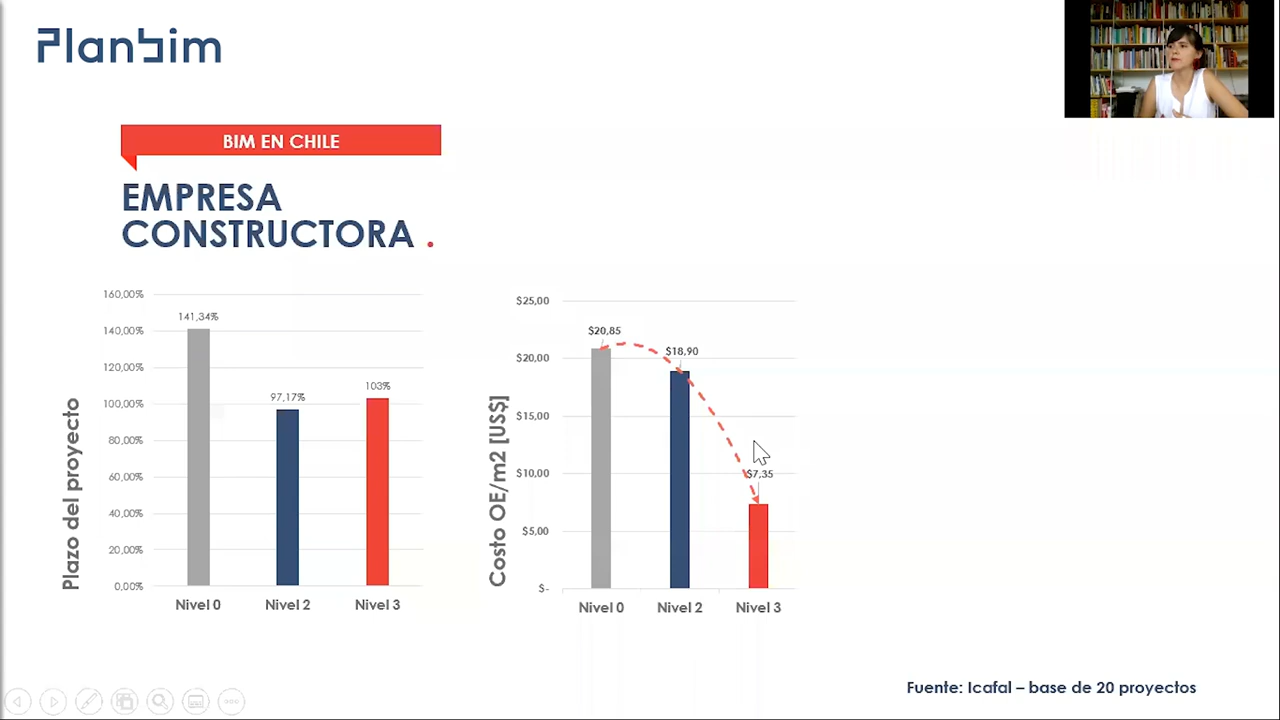 Planbim
BIM EN CHILE
EMPRESA
CONSTRUCTORA .
Plazo del proyecto
160,00%
140,00%
120,00%
100,00%
80,00%
60,00%
40,00%
20,00%
0,00%
141,34%
97,17%
103%
Nivel 0
Nivel 2
Nivel 3
Costo OE/m2 [US$]
$25,00
$20,00
$15,00
$10,00
$5,00
$-
$20,85
$18,90
$7,35
Nivel 0
Nivel 2
Nivel 3
Fuente: Icafal – base de 20 proyectos